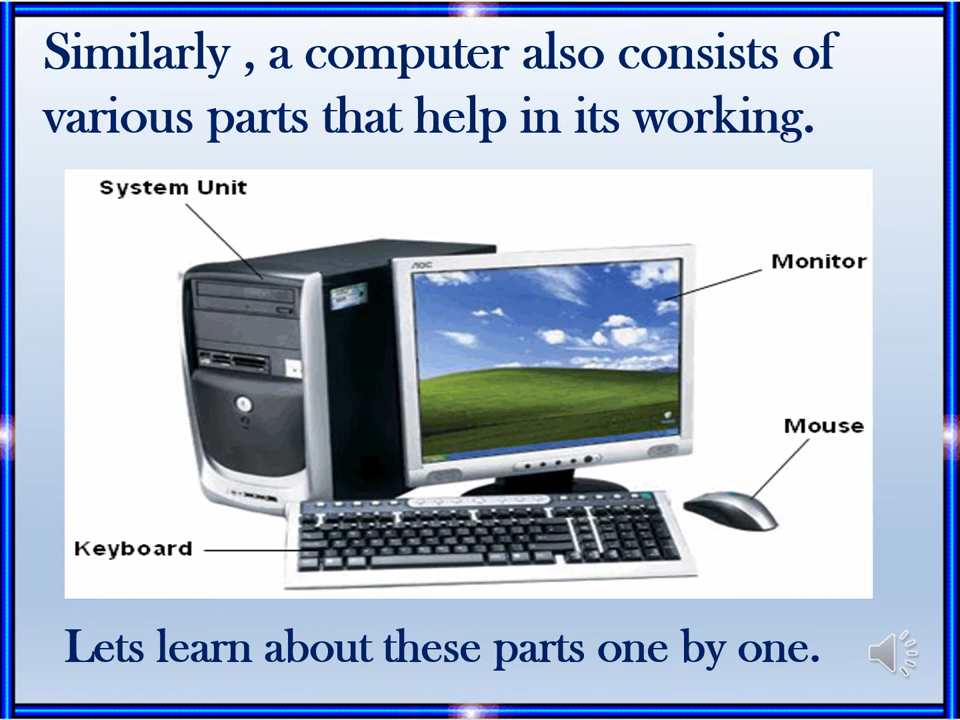 Similarly , a computer also consists of
various parts that help in its working.
System Unit
Monitor
AOC
Mouse
Keyboard
Lets learn about these parts one by one.